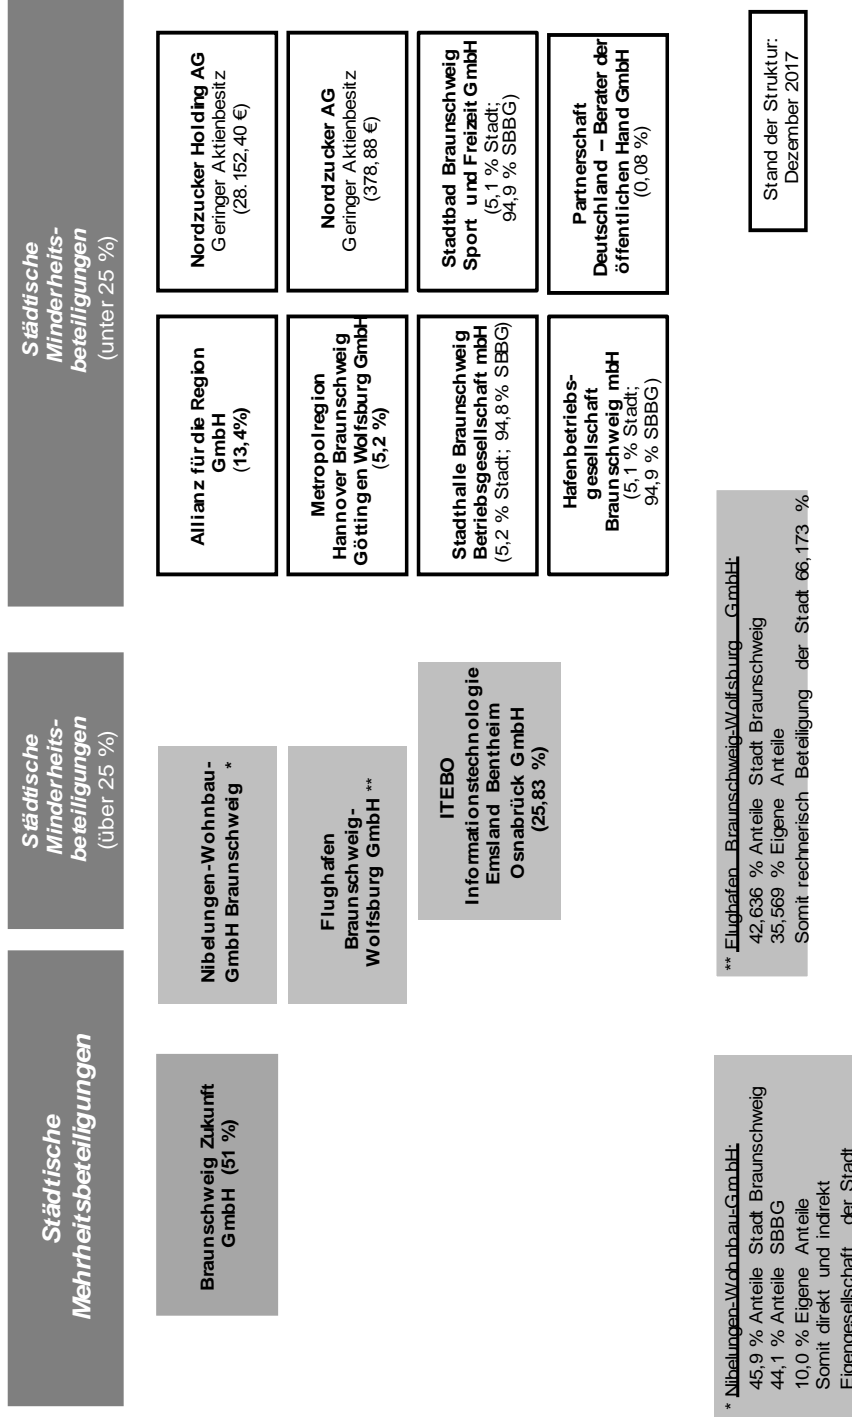 Städtische
Mehrheitsbeteiligungen
Braunschweig Zukunft
GmbH (51 %)
Städtische
Minderheits-
beteiligungen
(über 25 %)
Nibelungen-Wohnbau-
GmbH Braunschweig *
Flughafen
Braunschweig-
Wolfsburg GmbH **
ITEBO
Informationstechnologie
Emsland Bentheim
Osnabrück GmbH
(25,83 %)
Städtische
Minderheits-
beteiligungen
(unter 25 %)
Allianz für die Region
GmbH
(13,4%)
Metropolregion
Hannover Braunschweig
Göttingen Wolfsburg GmbH
(5,2 %)
Stadthalle Braunschweig
Betriebsgesellschaft mbH
(5,2 % Stadt; 94,8% SBBG)
Hafenbetriebs-
gesellschaft
Braunschweig mbH
(5,1 % Stadt;
94,9 % SBBG)
Nordzucker Holding AG
Geringer Aktienbesitz
(28.152,40 €)
Nordzucker AG
Geringer Aktienbesitz
(378,88 €)
Stadtbad Braunschweig
Sport und Freizeit GmbH
(5,1 % Stadt;
94,9 % SBBG)
Partnerschaft
Deutschland – Berater der
öffentlichen Hand GmbH
(0,08 %)
* Nibelungen-Wohnbau-GmbH:
45,9 % Anteile Stadt Braunschweig
44,1 % Anteile SBBG
10,0 % Eigene Anteile
Somit direkt und indirekt
Eigengesellschaft der Stadt
** Flughafen Braunschweig-Wolfsburg GmbH:
42,636 % Anteile Stadt Braunschweig
35,569 % Eigene Anteile
Somit rechnerisch Beteiligung der Stadt 66,173 %
Stand der Struktur:
Dezember 2017